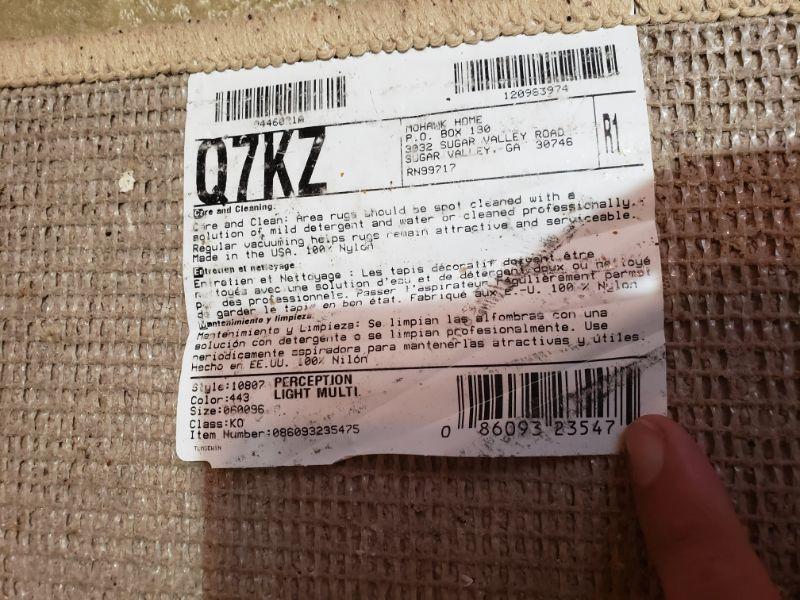 120983974
Q7KZ
MOHAWK HOME
P.O. BOX 130
3032 SUGAR VALLEY ROAD
SUGAR VALLEY, GA 30746
RN99717
R1
Care and Cleaning:
Care and Clean: Area rugs should be spot cleaned with a
solution of mild detergent and water or cleaned professionally.
Regular vacuuming helps rugs remain attractive and serviceable.
Made in the USA. 100% Nylon
Entretien et nettoyage
Entretien et Nettoyage : Les tapis décoratif doivent être
nettoyés avec une solution d'eau et de détergent doux ou nettoyé
par des professionnels. Passer l'aspirateur régulièrement permet
de garder le tapis en bon état. Fabriqué aux E.-U. 100 % Nylon
Mantenimiento y limpieza:
Mantenimiento y Limpieza: Se limpian las alfombras con una
solución con detergente o se limpian profesionalmente. Use
periodicamente aspiradora para mantenerlas atractivas y útiles.
Hecho en EE.UU. 100% Nilón
Style:10807 PERCEPTION
Color:443 LIGHT MULTI
Size:060096
Class:KO
Item Number:086093235475
0 86093 23547